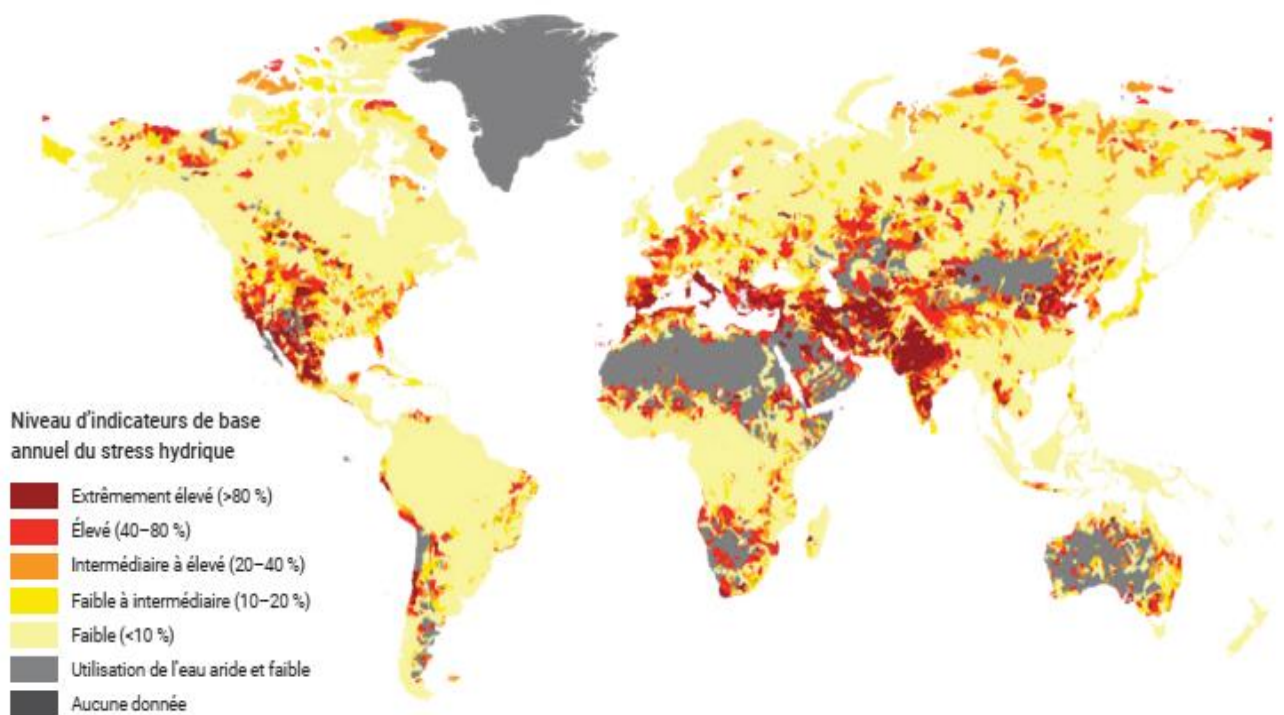 Niveau d’indicateurs de base
annuel du stress hydrique
Extrêmement élevé (>80 %)
Élevé (40–80 %)
Intermédiaire à élevé (20–40 %)
Faible à intermédiaire (10–20 %)
Faible (<10 %)
Utilisation de l’eau aride et faible
Aucune donnée